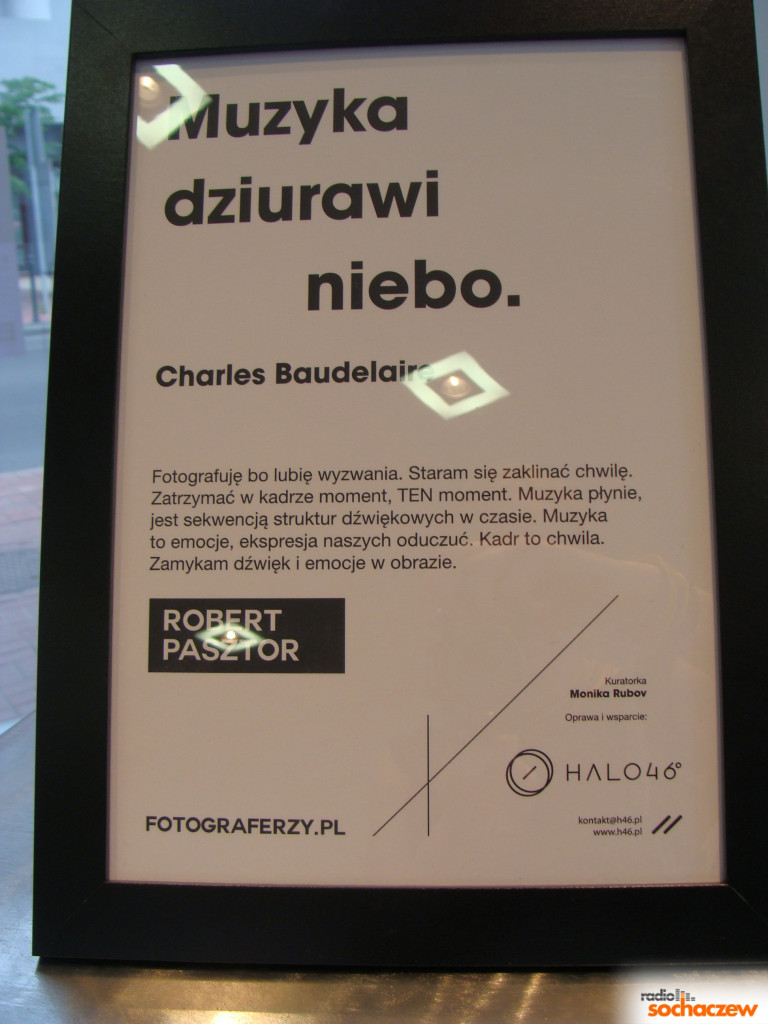 Muzyka
dziurawi
niebo.
Charles Baudelaire
Fotografuję bo lubię wyzwania. Staram się zaklinać chwilę.
Zatrzymać w kadrze moment, TEN moment. Muzyka płynie,
jest sekwencją struktur dźwiękowych w czasie. Muzyka
to emocje, ekspresja naszych oduczuć. Kadr to chwila.
Zamykam dźwięk i emocje w obrazie.
ROBERT
PASZTOR
Kuratorka
Monika Rubov
Oprawa i wsparcie:
HALO46°
kontakt@h46.pl
www.h46.pl
FOTOGRAFERZY.PL
radio
sochaczew